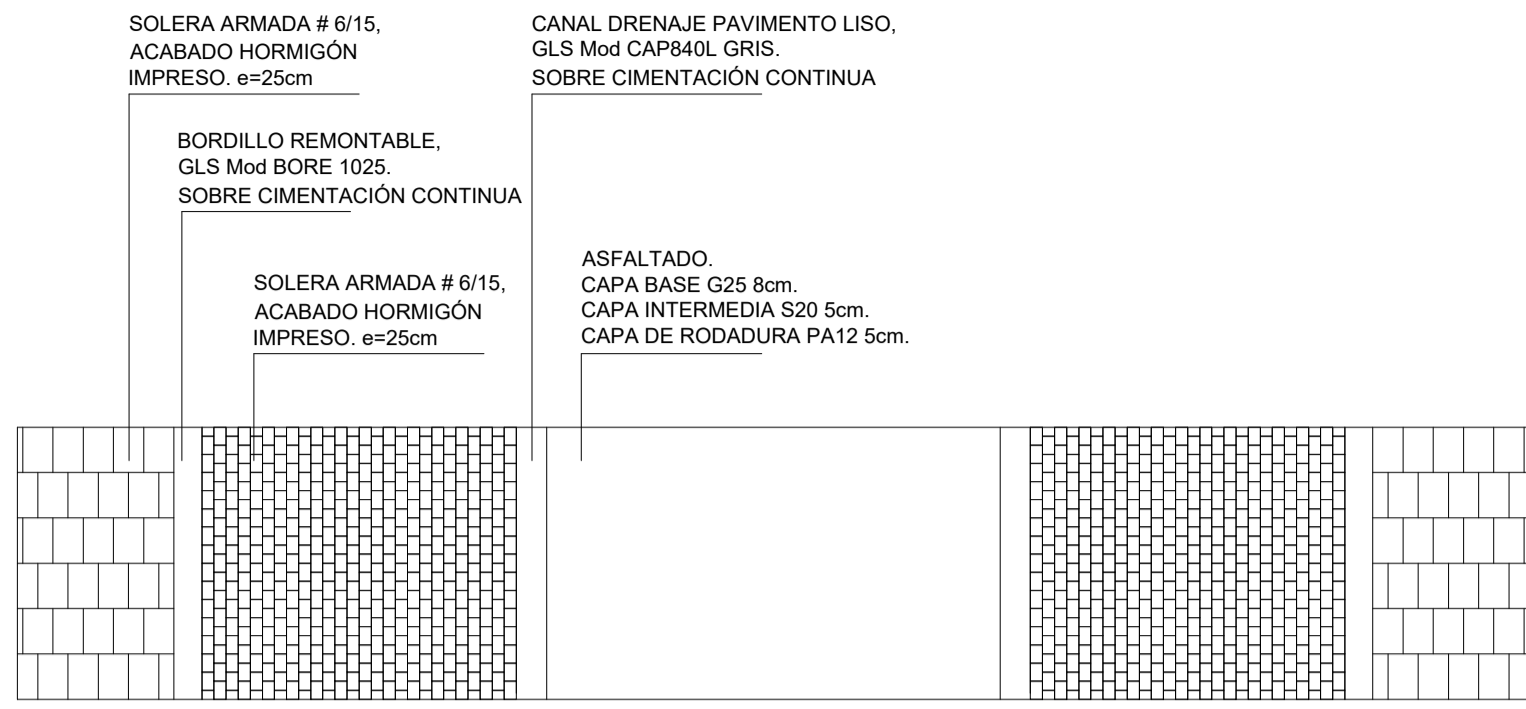 SOLERA ARMADA # 6/15,
ACABADO HORMIGÓN
IMPRESO. e=25cm
CANAL DRENAJE PAVIMENTO LISO,
GLS Mod CAP840L GRIS.
SOBRE CIMENTACIÓN CONTINUA
BORDILLO REMONTABLE,
GLS Mod BORE 1025.
SOBRE CIMENTACIÓN CONTINUA
SOLERA ARMADA # 6/15,
ACABADO HORMIGÓN
IMPRESO. e=25cm
ASFALTADO.
CAPA BASE G25 8cm.
CAPA INTERMEDIA S20 5cm.
CAPA DE RODADURA PA12 5cm.